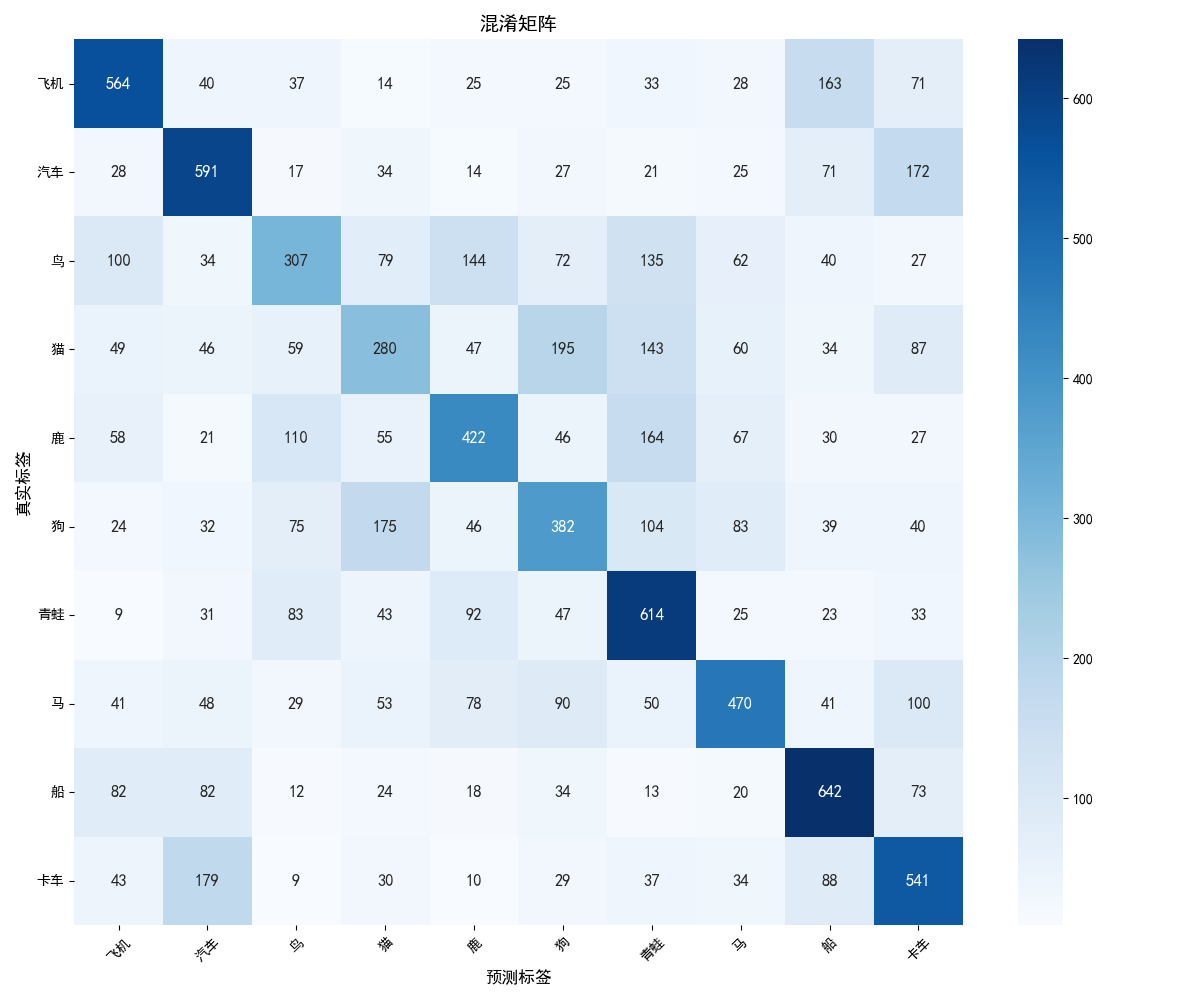 混淆矩阵
飞机 564 40 37 14 25 25 33 28 163 71
汽车 28 591 17 34 14 27 21 25 71 172
鸟 100 34 307 79 144 72 135 62 40 27
猫 49 46 59 280 47 195 143 60 34 87
鹿 58 21 110 55 422 46 164 67 30 27
狗 24 32 75 175 46 382 104 83 39 40
青蛙 9 31 83 43 92 47 614 25 23 33
马 41 48 29 53 78 90 50 470 41 100
船 82 82 12 24 18 34 13 20 642 73
卡车 43 179 9 30 10 29 37 34 88 541
飞机 汽车 鸟 猫 鹿 狗 青蛙 马 船 卡车
预测标签
真实标签
600
500
400
300
200
100